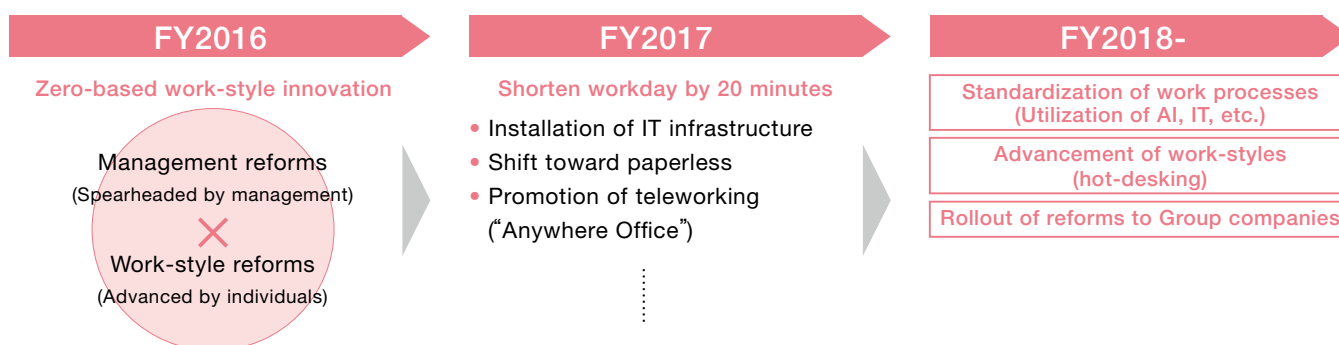 FY2016
Zero-based work-style innovation
Management reforms
(Spearheaded by management)
×
Work-style reforms
(Advanced by individuals)
FY2017
Shorten workday by 20 minutes
• Installation of IT infrastructure
• Shift toward paperless
• Promotion of teleworking
(“Anywhere Office”)
FY2018-
Standardization of work processes
(Utilization of AI, IT, etc.)
Advancement of work-styles
(hot-desking)
Rollout of reforms to Group companies